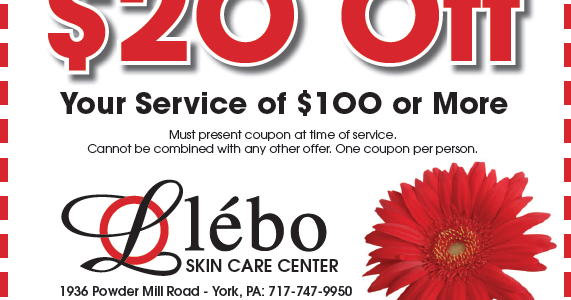 $20 Off
Your Service of $100 or More
Must present coupon at time of service.
Cannot be combined with any other offer. One coupon per person.
Llébo
SKIN CARE CENTER
1936 Powder Mill Road - York, PA: 717-747-9950